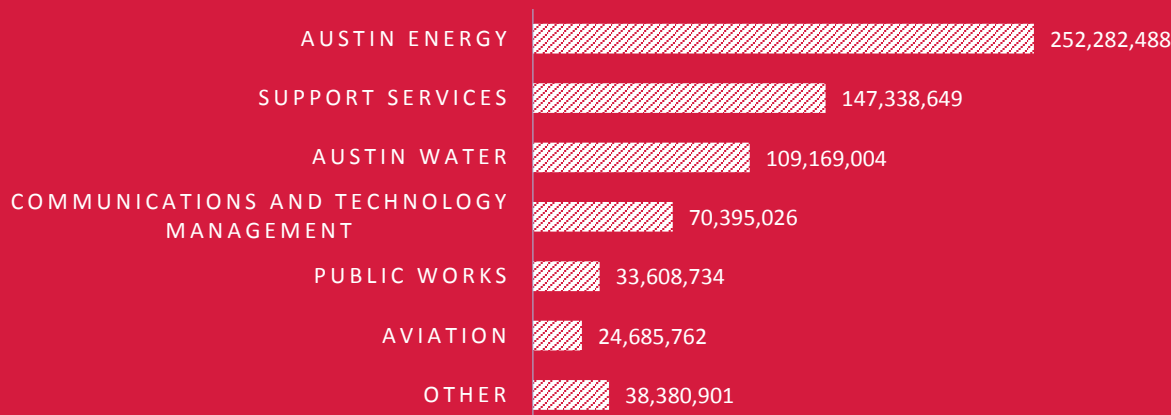 AUSTIN ENERGY 252,282,488
SUPPORT SERVICES 147,338,649
AUSTIN WATER 109,169,004
COMMUNICATIONS AND TECHNOLOGY
MANAGEMENT 70,395,026
PUBLIC WORKS 33,608,734
AVIATION 24,685,762
OTHER 38,380,901